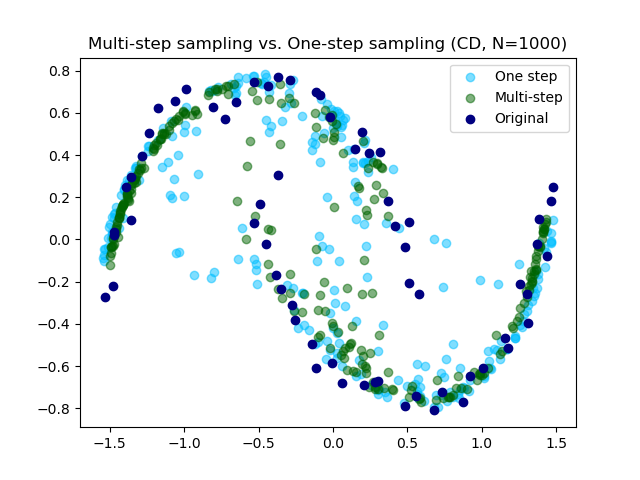 Multi-step sampling vs. One-step sampling (CD, N=1000)
One step
Multi-step
Original
0.8
0.6
0.4
0.2
0.0
−0.2
−0.4
−0.6
−0.8
−1.5 −1.0 −0.5 0.0 0.5 1.0 1.5